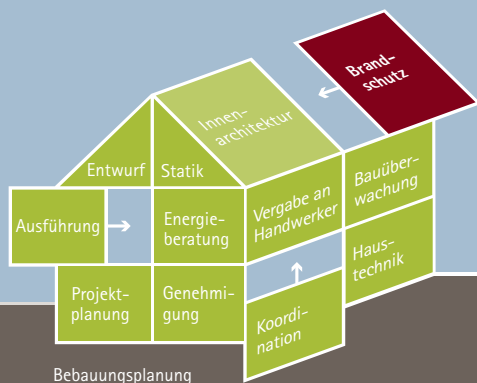 Brand-
schutz
Innen-
architektur
Entwurf
Statik
Ausführung
Energie-
beratung
Vergabe an
Handwerker
Bauüber-
wachung
Projekt-
planung
Genehmi-
gung
Koordi-
nation
Haus-
technik
Bebauungsplanung